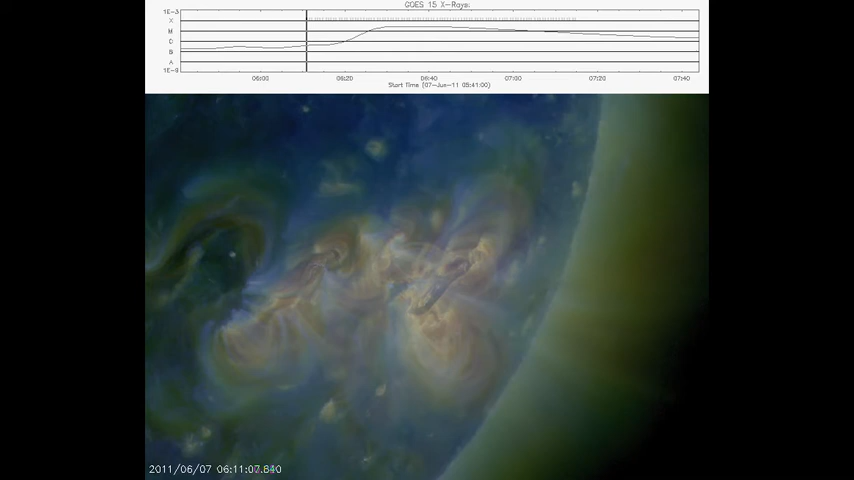 GOES 15 X-Rays:
1E-3
X
M
B
A
1E-9
06:00 06:20 06:40 07:00 07:20 07:40
Start Time (07-Jun-11 05:41:00)
2011/06/07 06:11:07.840